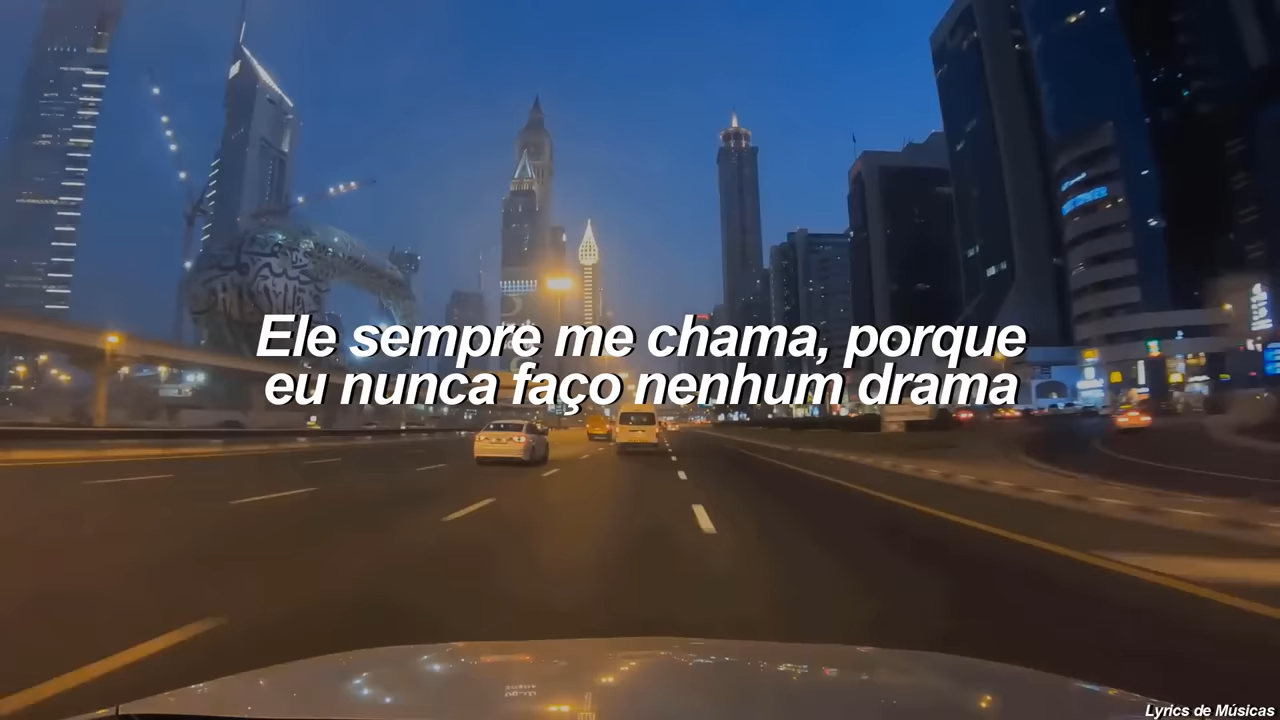 Ele sempre me chama, porque
eu nunca faço nenhum drama
Lyrics de Músicas